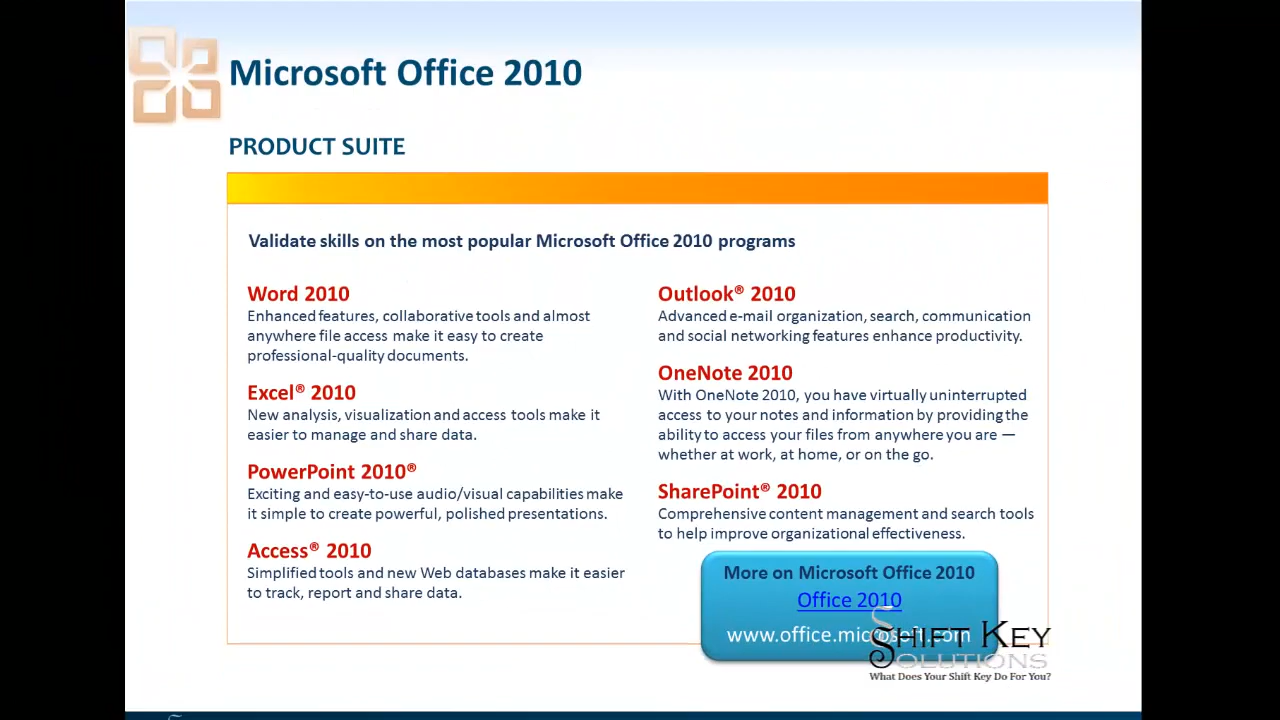 Microsoft Office 2010
PRODUCT SUITE
Validate skills on the most popular Microsoft Office 2010 programs
Word 2010
Enhanced features, collaborative tools and almost
anywhere file access make it easy to create
professional-quality documents.
Excel® 2010
New analysis, visualization and access tools make it
easier to manage and share data.
PowerPoint 2010®
Exciting and easy-to-use audio/visual capabilities make
it simple to create powerful, polished presentations.
Access® 2010
Simplified tools and new Web databases make it easier
to track, report and share data.
Outlook® 2010
Advanced e-mail organization, search, communication
and social networking features enhance productivity.
OneNote 2010
With OneNote 2010, you have virtually uninterrupted
access to your notes and information by providing the
ability to access your files from anywhere you are —
whether at work, at home, or on the go.
SharePoint® 2010
Comprehensive content management and search tools
to help improve organizational effectiveness.
More on Microsoft Office 2010
Office 2010
www.office.microsoft.com
SHIFT KEY
SOLUTIONS
What Does Your Shift Key Do For You?